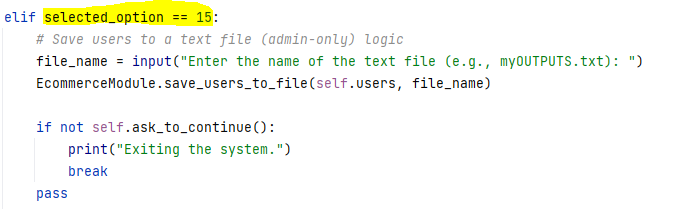 elif selected_option == 15:
# Save users to a text file (admin-only) logic
file_name = input("Enter the name of the text file (e.g., myOUTPUTS.txt): ")
EcommerceModule.save_users_to_file(self.users, file_name)
if not self.ask_to_continue():
print("Exiting the system.")
break
pass